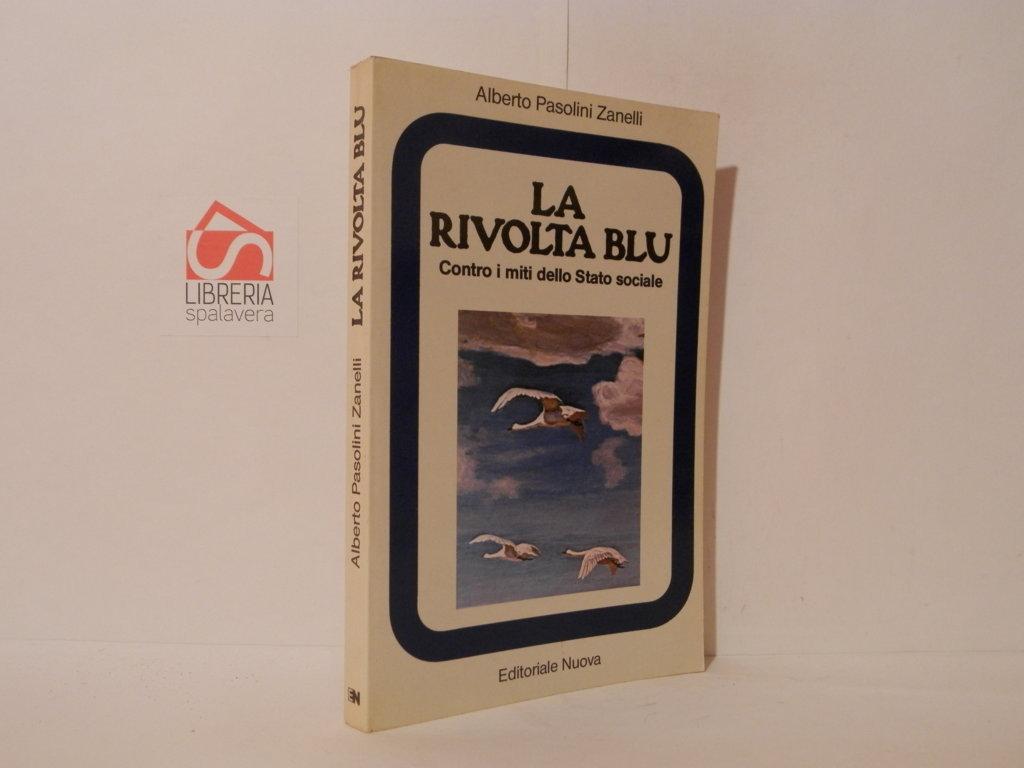 LIBRERIA
spalavera
Alberto Pasolini Zanelli LA RIVOLTA BLU
EN
Alberto Pasolini Zanelli
LA
RIVOLTA BLU
Contro i miti dello Stato sociale
Editoriale Nuova